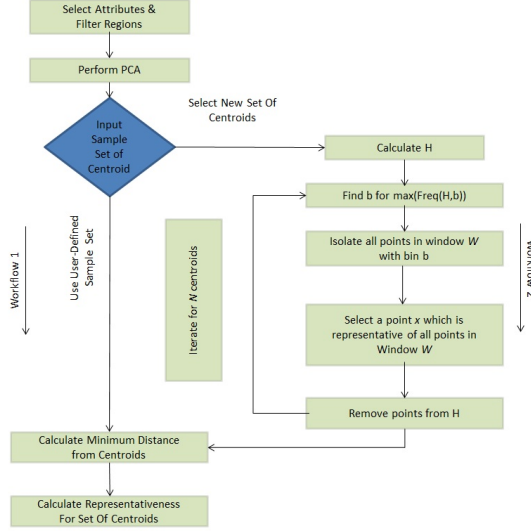 Select Attributes &
Filter Regions
Perform PCA
Input
Sample
Set of
Centroid
Select New Set Of
Centroids
Calculate H
Find b for max(Freq(H,b))
Isolate all points in window W
with bin b
Select a point x which is
representative of all points in
Window W
Remove points from H
Workflow 1
Use User-Defined
Sample Set
Iterate for N centroids
Workflow 2
Calculate Minimum Distance
from Centroids
Calculate Representativeness
For Set Of Centroids